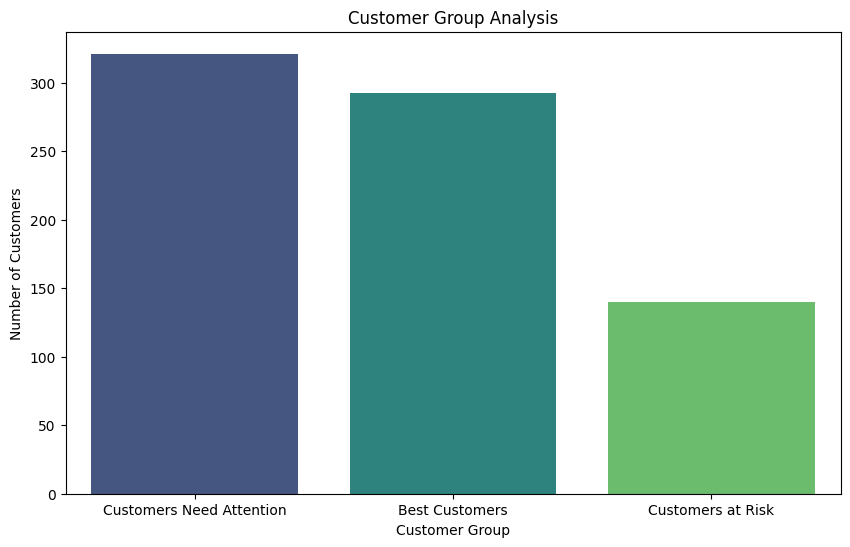 Customer Group Analysis
Number of Customers
300
250
200
150
100
50
0
Customers Need Attention
Best Customers
Customers at Risk
Customer Group